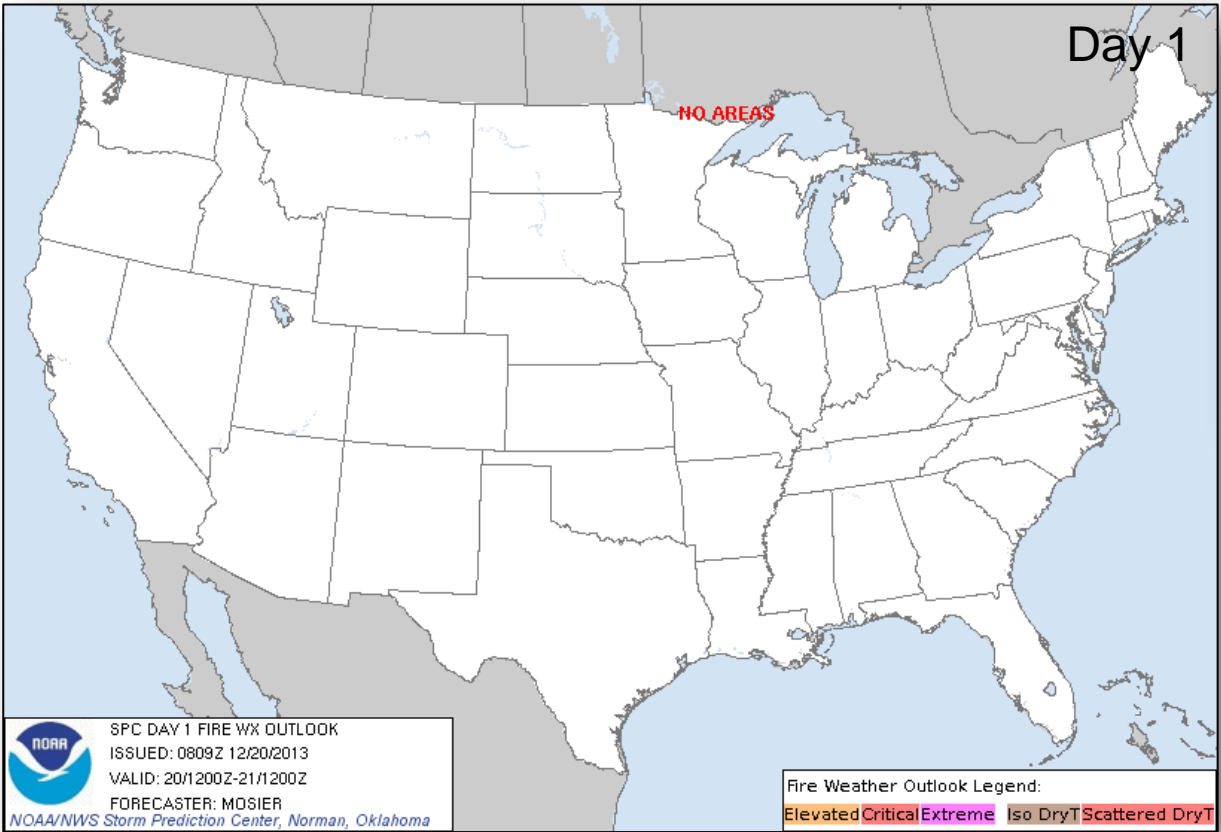 Day 1
NO AREAS
NOAA
SPC DAY 1 FIRE WX OUTLOOK
ISSUED: 0809Z 12/20/2013
VALID: 20/1200Z-21/1200Z
FORECASTER: MOSIER
NOAA/NWS Storm Prediction Center, Norman, Oklahoma
Fire Weather Outlook Legend:
Elevated Critical Extreme Iso DryT Scattered DryT